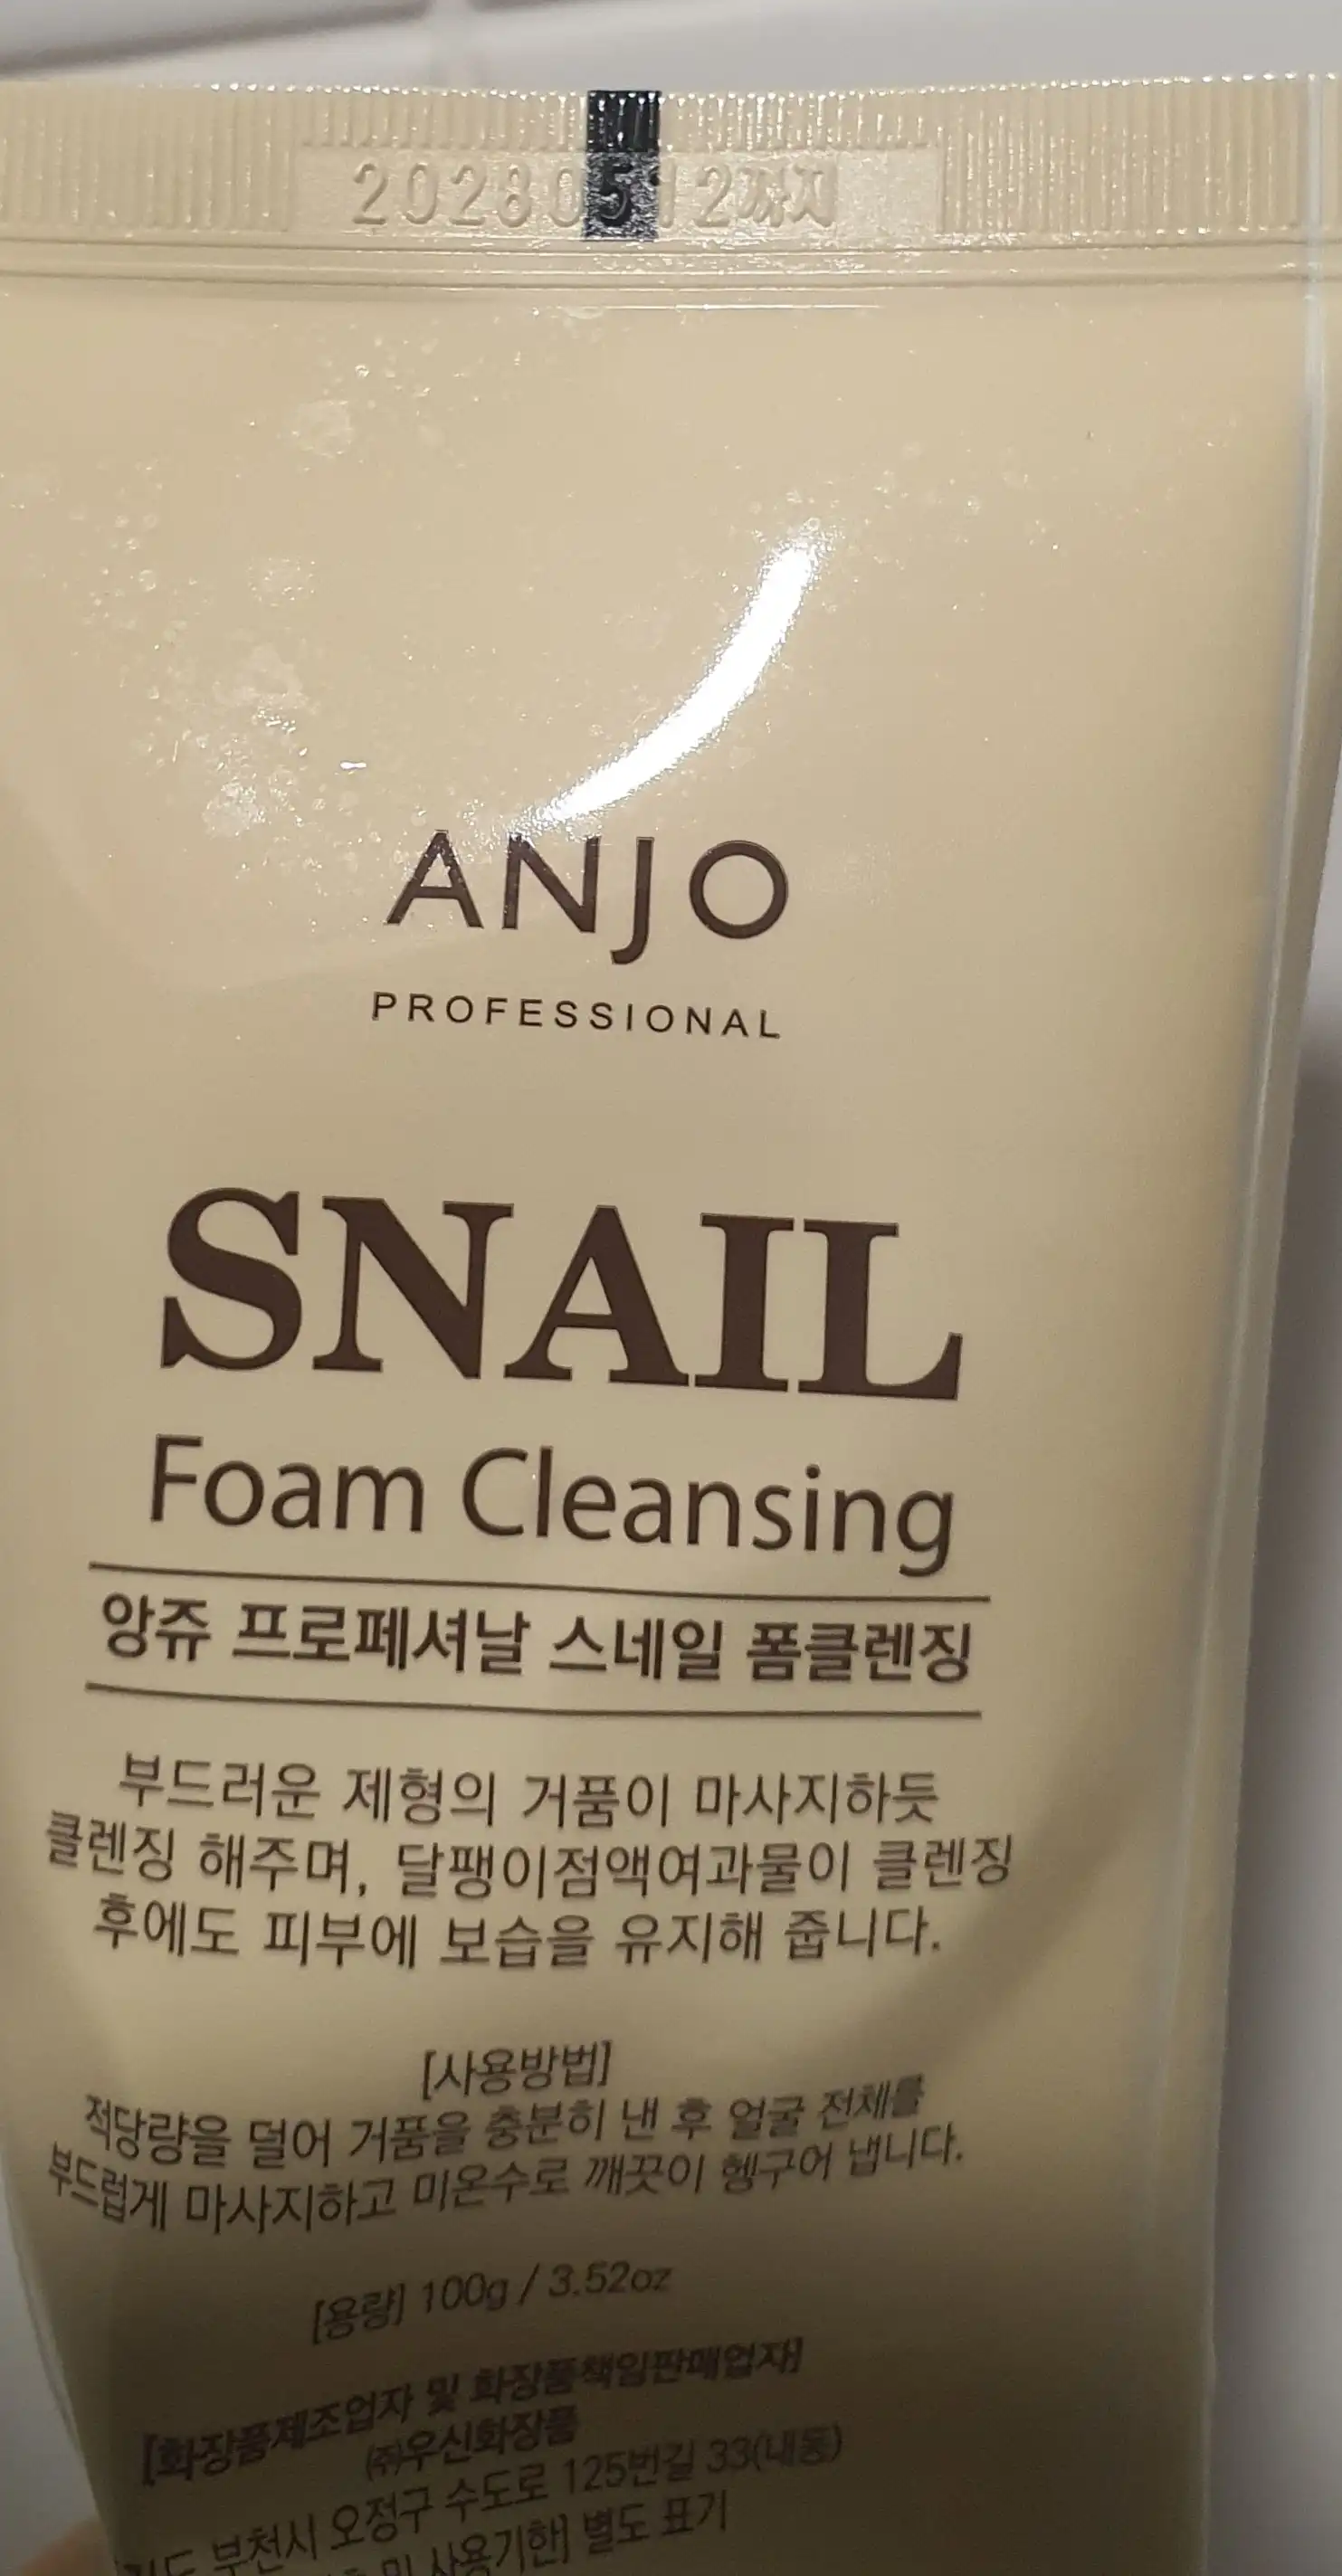 20280512까지
ANJO
PROFESSIONAL
SNAIL
Foam Cleansing
앙쥬 프로페셔날 스네일 폼클렌징
부드러운 제형의 거품이 마사지하듯
클렌징 해주며, 달팽이점액여과물이 클렌징
후에도 피부에 보습을 유지해 줍니다.
[사용방법]
적당량을 덜어 거품을 충분히 낸 후 얼굴 전체를
부드럽게 마사지하고 미온수로 깨끗이 헹구어 냅니다.
[용량] 100g / 3.52oz
[화장품제조업자 및 화장품책임판매업자]
㈜우신화장품
부천시 오정구 수도로 125번길 33(내동)
및 사용기한] 별도 표기